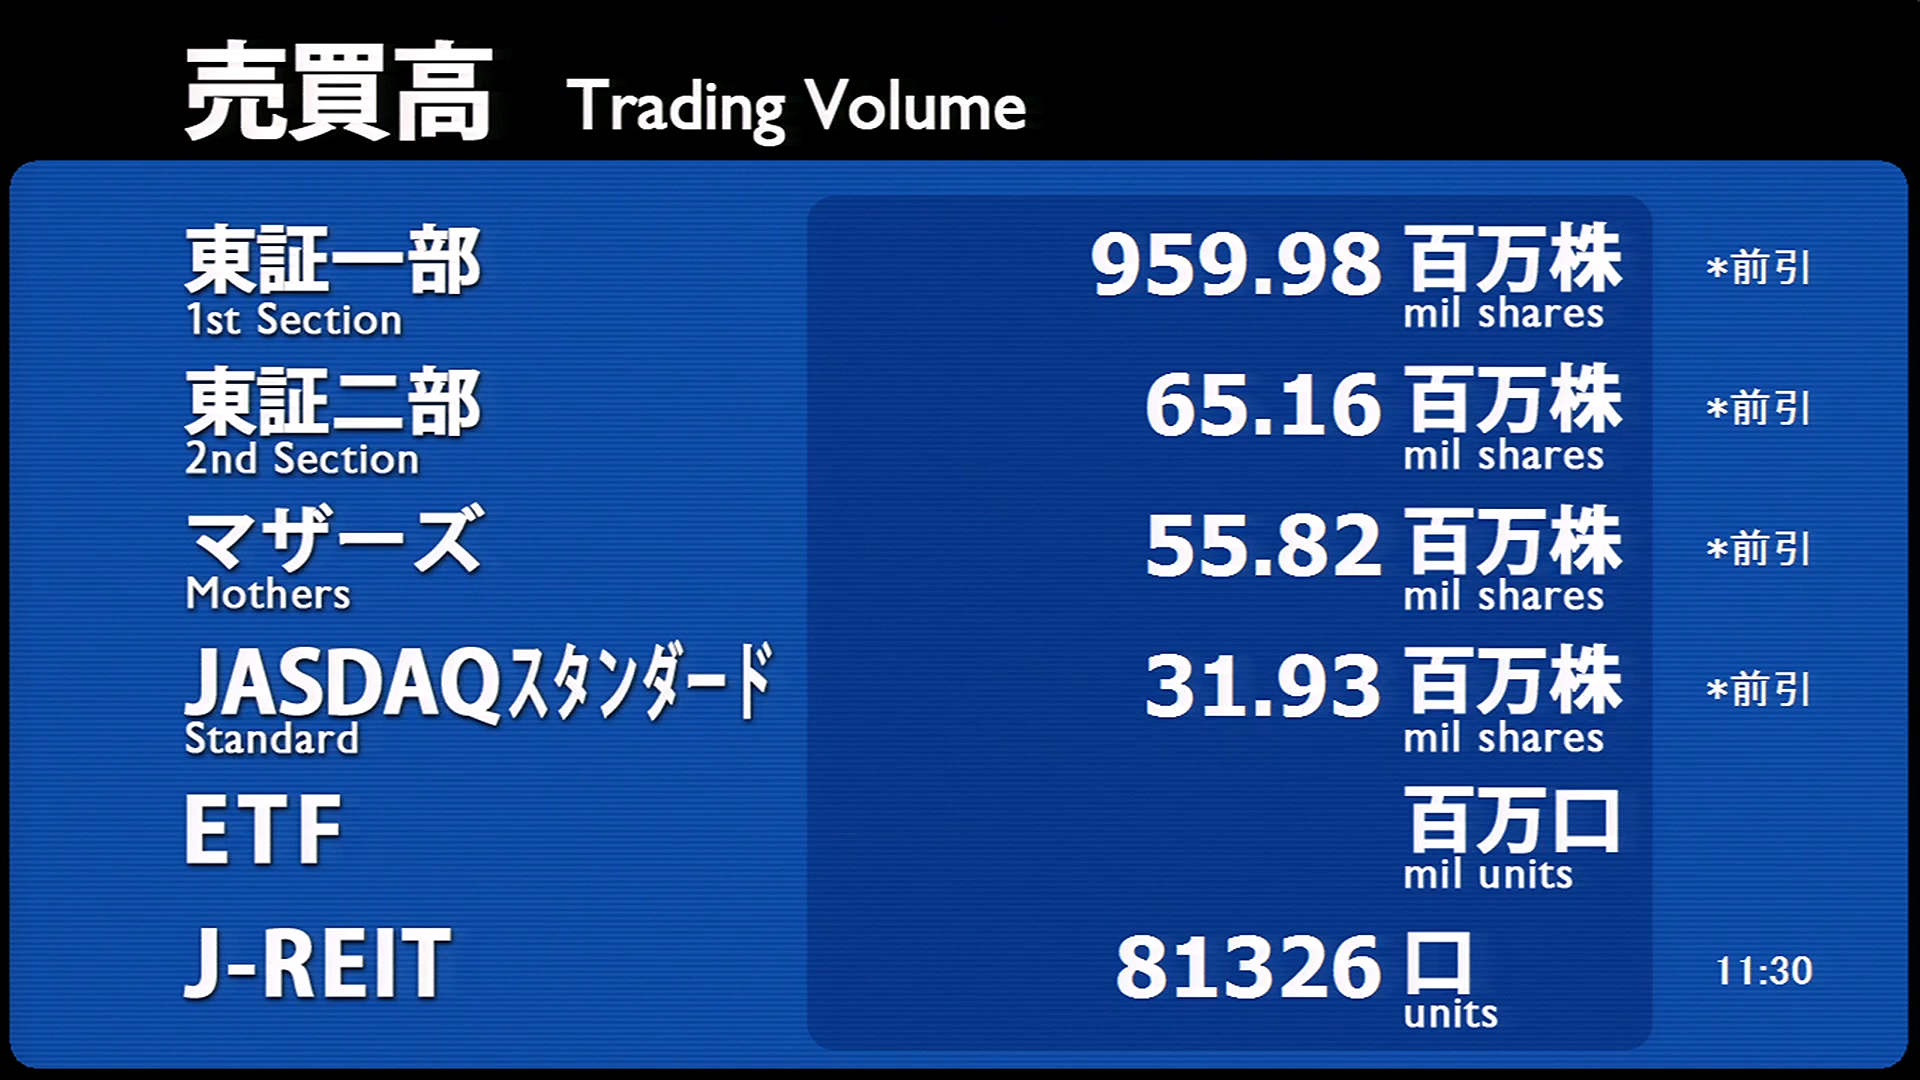 売買高 Trading Volume
東証一部 959.98 百万株 *前引
1st Section mil shares
東証二部 65.16 百万株 *前引
2nd Section mil shares
マザーズ 55.82 百万株 *前引
Mothers mil shares
JASDAQスタンダード 31.93 百万株 *前引
Standard mil shares
ETF 百万口
mil units
J-REIT 81326 口 11:30
units